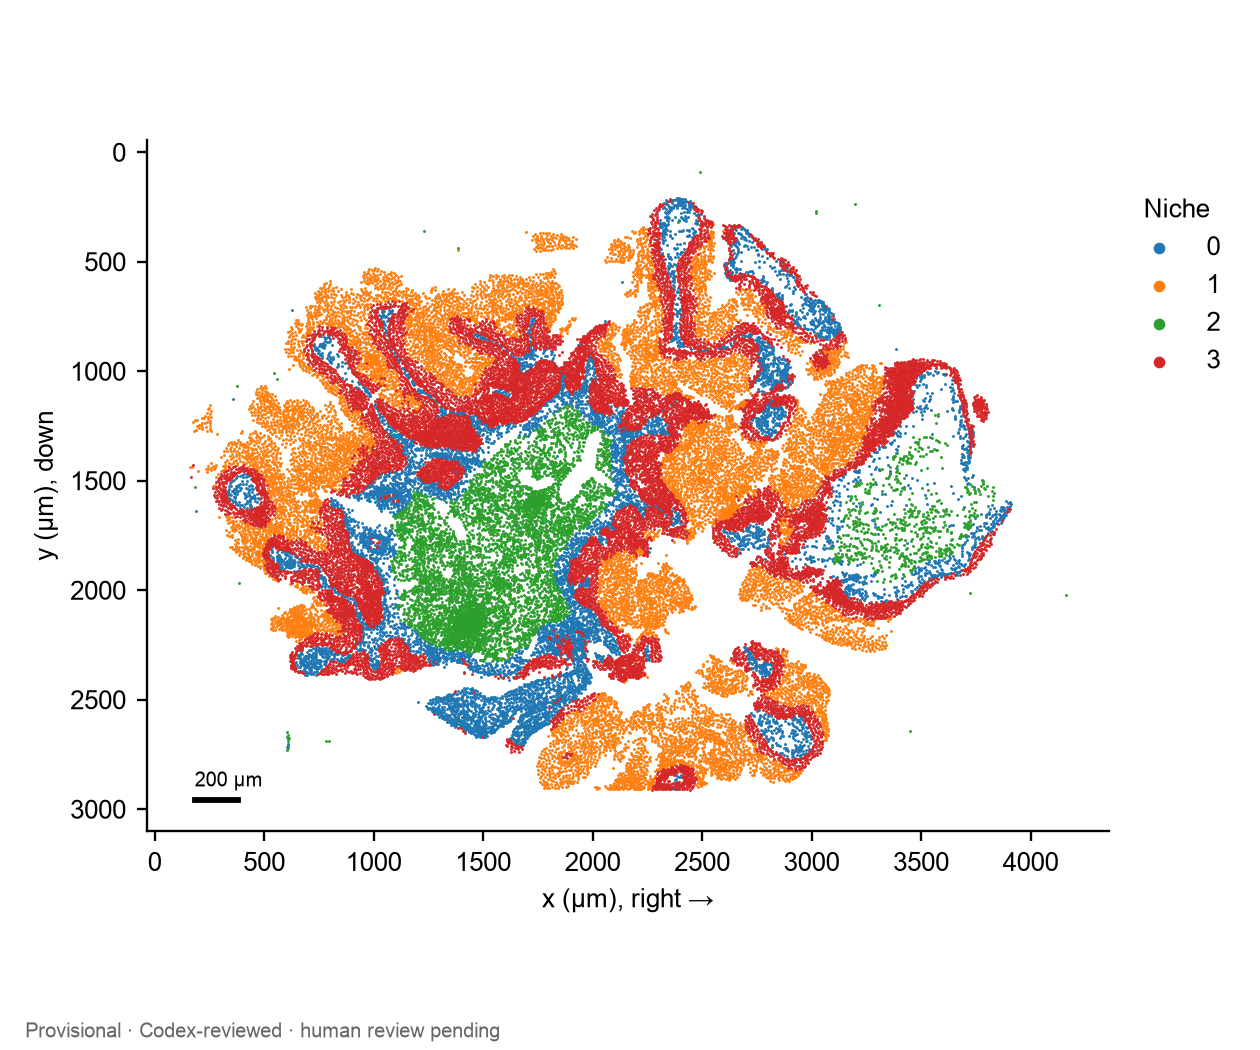 0
500
1000
1500
2000
2500
3000
y (µm), down
200 µm
0 500 1000 1500 2000 2500 3000 3500 4000
x (µm), right →
Niche
0
1
2
3
Provisional · Codex-reviewed · human review pending